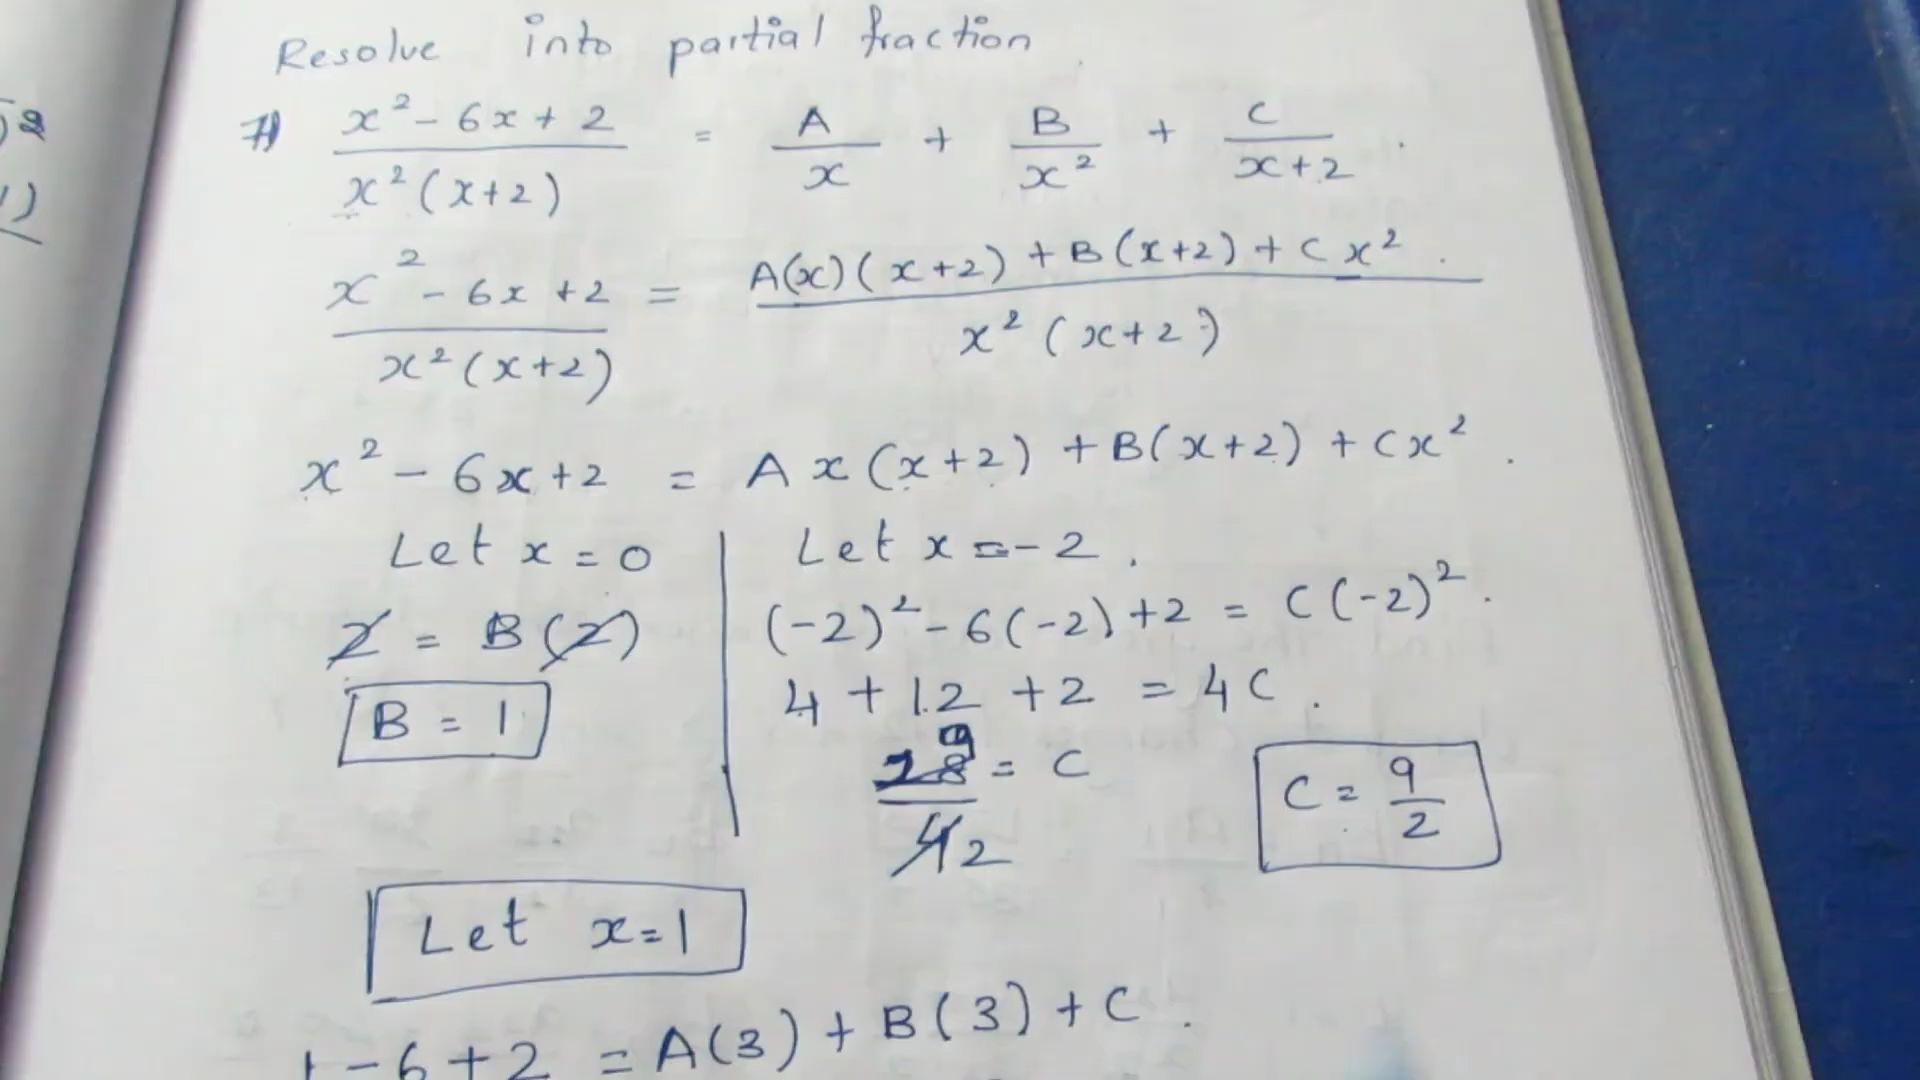 Resolve into partial fraction
7) x² - 6x + 2 / x²(x+2) = A/x + B/x² + C/x+2 .
x² - 6x + 2 / x²(x+2) = A(x)(x+2) + B(x+2) + Cx² . / x²(x+2)
x² - 6x + 2 = Ax(x+2) + B(x+2) + Cx² .
Let x = 0
2 = B(2)
B = 1
Let x = -2 .
(-2)² - 6(-2) + 2 = C(-2)² .
4 + 12 + 2 = 4C .
18 9 / 4 2 = C
C = 9/2
Let x = 1
1 - 6 + 2 = A(3) + B(3) + C .